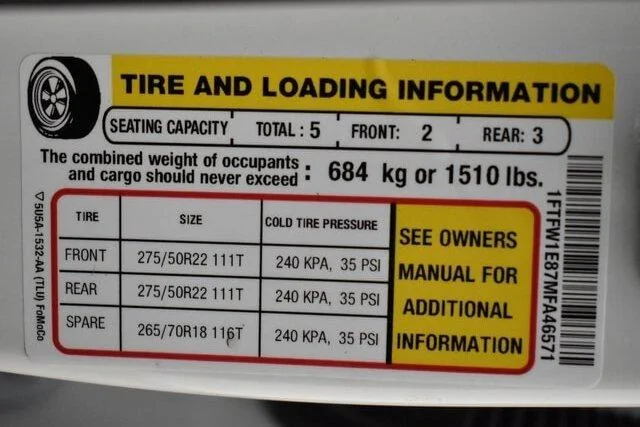 TIRE AND LOADING INFORMATION
SEATING CAPACITY TOTAL : 5 FRONT: 2 REAR: 3
The combined weight of occupants
and cargo should never exceed : 684 kg or 1510 lbs.
TIRE SIZE COLD TIRE PRESSURE
FRONT 275/50R22 111T 240 KPA, 35 PSI
REAR 275/50R22 111T 240 KPA, 35 PSI
SPARE 265/70R18 116T 240 KPA, 35 PSI
SEE OWNERS
MANUAL FOR
ADDITIONAL
INFORMATION
5U5A-1532-AA (TLU) FoMoCo
1FTFW1E87MFA46571